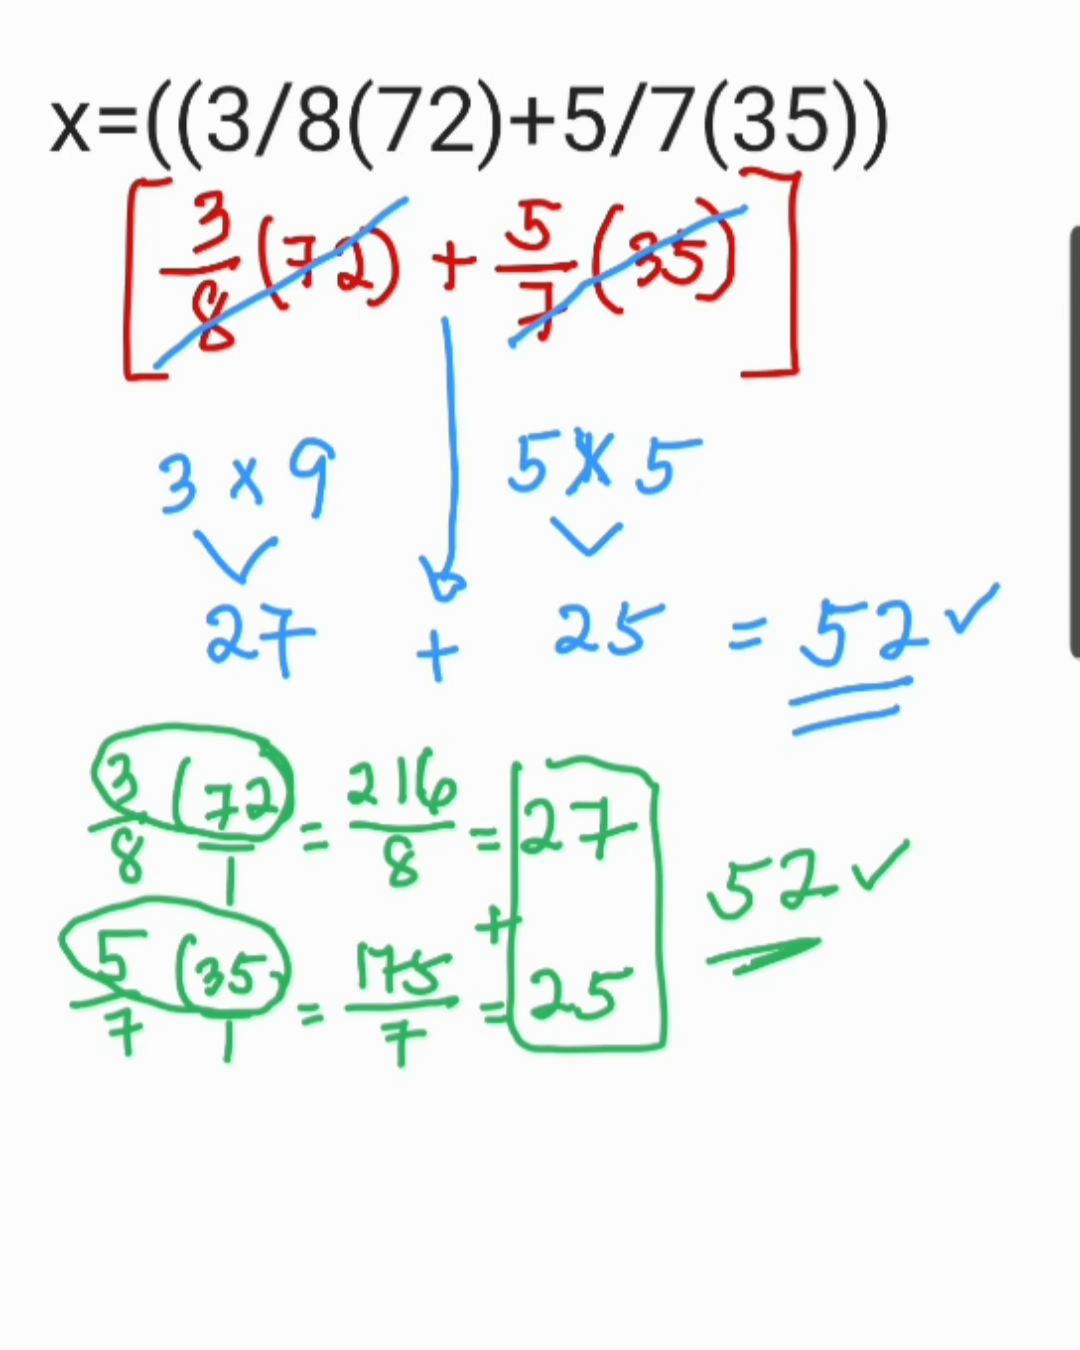 x=((3/8(72)+5/7(35))
[3/8 (72) + 5/7 (35)]
3 x 9 5 x 5
27 + 25 = 52 ✓
3/8 (72/1 = 216/8 = 27
+ 52 ✓
5/7 (35/1 = 175/7 = 25